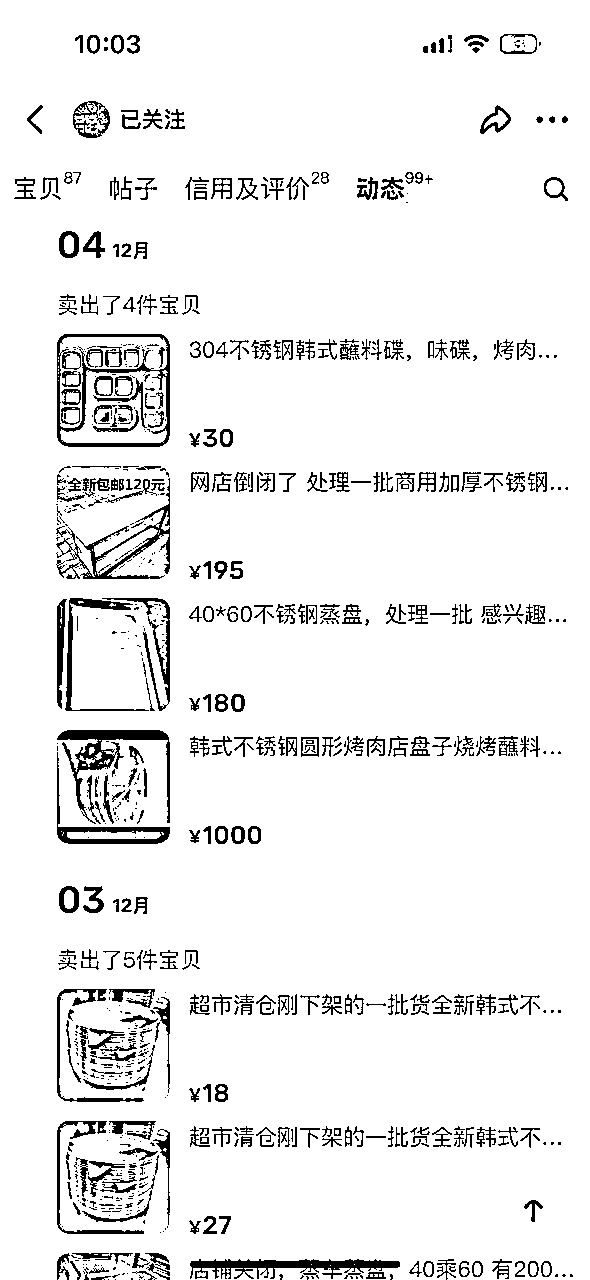 10:03
已关注
宝贝87 帖子 信用及评价28 动态99+
04 12月
卖出了4件宝贝
304不锈钢韩式蘸料碟，味碟，烤肉...
¥30
全新包邮120元
网店倒闭了 处理一批商用加厚不锈钢...
¥195
40*60不锈钢蒸盘，处理一批 感兴趣...
¥180
韩式不锈钢圆形烤肉店盘子烧烤蘸料...
¥1000
03 12月
卖出了5件宝贝
超市清仓刚下架的一批货全新韩式不...
¥18
超市清仓刚下架的一批货全新韩式不...
¥27
店铺关闭，蒸车蒸盘，40乘60 有200...